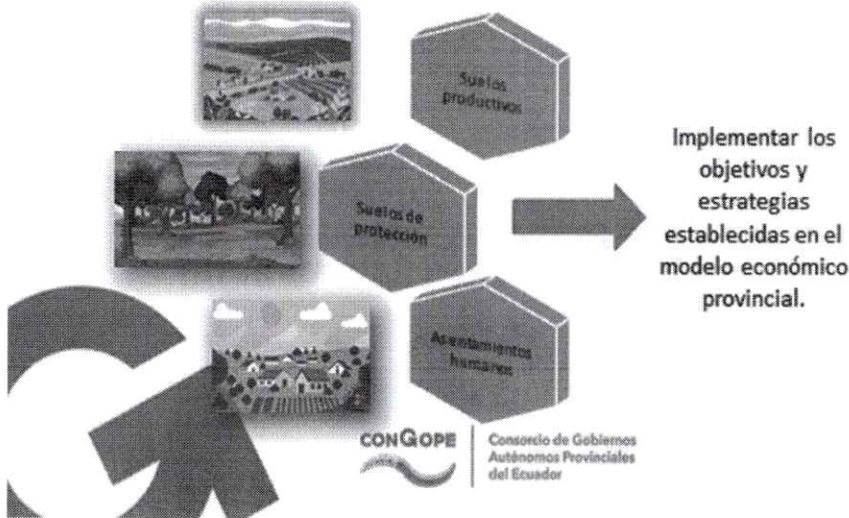 Suelos
productivos
Suelos de
protección
Asentamientos
humanos
Implementar los
objetivos y
estrategias
establecidas en el
modelo económico
provincial.
CONGOPE
Consorcio de Gobiernos
Autónomos Provinciales
del Ecuador